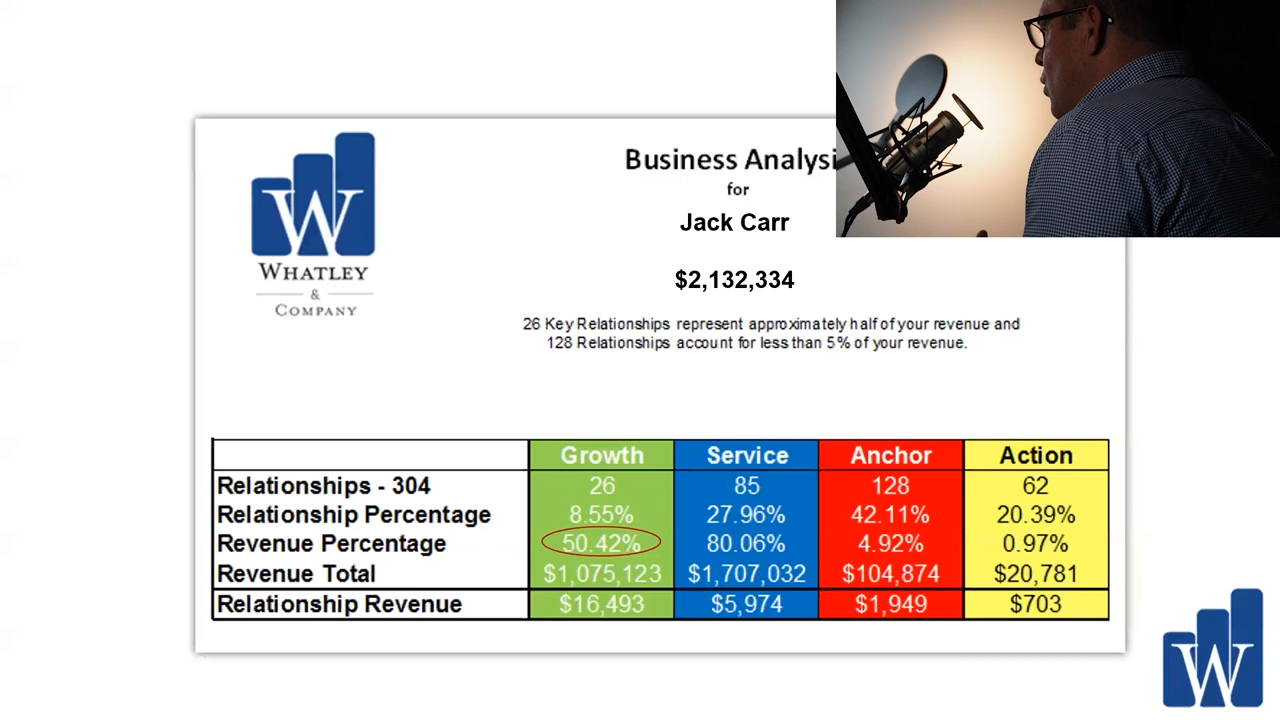 Business Analysi
for
Jack Carr
$2,132,334
W
WHATLEY
&
COMPANY
26 Key Relationships represent approximately half of your revenue and
128 Relationships account for less than 5% of your revenue.
Growth Service Anchor Action
Relationships - 304 26 85 128 62
Relationship Percentage 8.55% 27.96% 42.11% 20.39%
Revenue Percentage 50.42% 80.06% 4.92% 0.97%
Revenue Total $1,075,123 $1,707,032 $104,874 $20,781
Relationship Revenue $16,493 $5,974 $1,949 $703
W